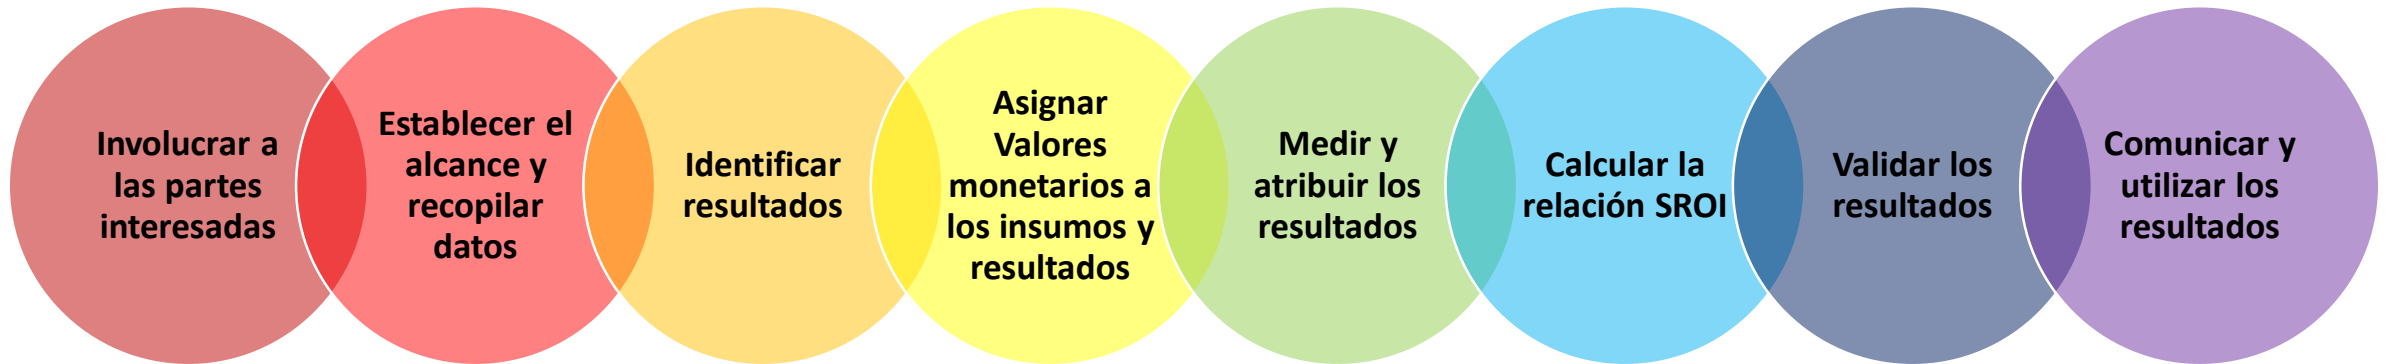 Involucrar a
las partes
interesadas
Establecer el
alcance y
recopilar
datos
Identificar
resultados
Asignar
Valores
monetarios a
los insumos y
resultados
Medir y
atribuir los
resultados
Calcular la
relación SROI
Validar los
resultados
Comunicar y
utilizar los
resultados